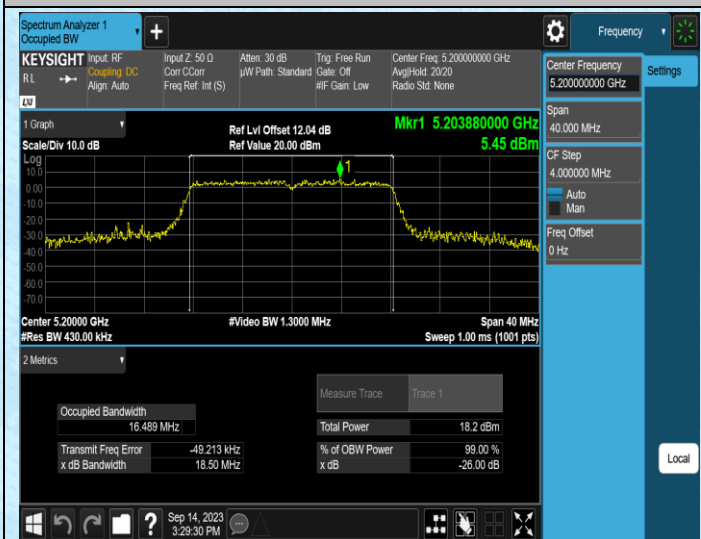 Spectrum Analyzer 1
Occupied BW
Frequency
KEYSIGHT Input: RF Input Z: 50 Ω Atten: 30 dB Trig: Free Run Center Freq: 5.200000000 GHz
RL Coupling: DC Corr CCorr µW Path: Standard Gate: Off Avg|Hold: 20/20
Align: Auto Freq Ref: Int (S) #IF Gain: Low Radio Std: None
LXI
Center Frequency
5.200000000 GHz
Settings
Span
40.000 MHz
CF Step
4.000000 MHz
Auto
Man
Freq Offset
0 Hz
1 Graph
Ref Lvl Offset 12.04 dB
Mkr1 5.203880000 GHz
Scale/Div 10.0 dB
Ref Value 20.00 dBm
5.45 dBm
Log
10.0
0.00
-10.0
-20.0
-30.0
-40.0
-50.0
-60.0
-70.0
1
Center 5.20000 GHz #Video BW 1.3000 MHz Span 40 MHz
#Res BW 430.00 kHz Sweep 1.00 ms (1001 pts)
2 Metrics
Measure Trace Trace 1
Occupied Bandwidth
16.489 MHz
Total Power 18.2 dBm
Transmit Freq Error -49.213 kHz % of OBW Power 99.00 %
x dB Bandwidth 18.50 MHz x dB -26.00 dB
Local
? Sep 14, 2023
3:29:30 PM